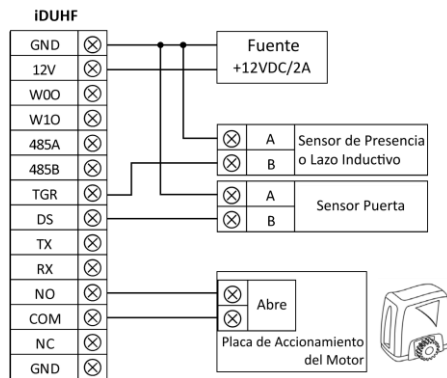 iDUHF
GND
12V
W0O
W1O
485A
485B
TGR
DS
TX
RX
NO
COM
NC
GND
Fuente
+12VDC/2A
A
B
Sensor de Presencia
o Lazo Inductivo
A
B
Sensor Puerta
Abre
Placa de Accionamiento
del Motor